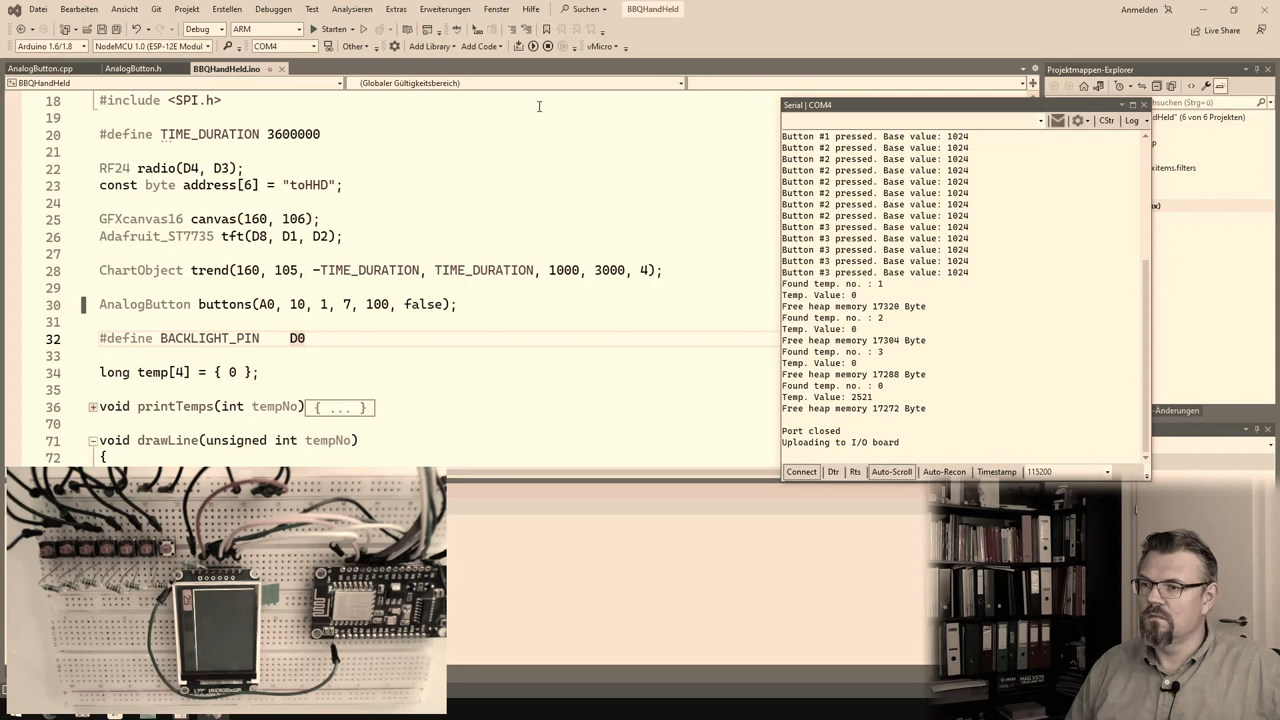 Datei Bearbeiten Ansicht Git Projekt Erstellen Debuggen Test Analysieren Extras Erweiterungen Fenster Hilfe Suchen BBQHandHeld Anmelden
Debug ARM Starten Live Share
Arduino 1.6/1.8 NodeMCU 1.0 (ESP-12E Modul COM4 Other Add Library Add Code vMicro
AnalogButton.cpp AnalogButton.h BBQHandHeld.ino
BBQHandHeld (Globaler Gültigkeitsbereich)
18 #include <SPI.h>
19
20 #define TIME_DURATION 3600000
21
22 RF24 radio(D4, D3);
23 const byte address[6] = "toHHD";
24
25 GFXcanvas16 canvas(160, 106);
26 Adafruit_ST7735 tft(D8, D1, D2);
27
28 ChartObject trend(160, 105, -TIME_DURATION, TIME_DURATION, 1000, 3000, 4);
29
30 AnalogButton buttons(A0, 10, 1, 7, 100, false);
31
32 #define BACKLIGHT_PIN    D0
33
34 long temp[4] = { 0 };
35
36 void printTemps(int tempNo){ ... }
70
71 void drawLine(unsigned int tempNo)
72 {
Serial | COM4
CStr Log
Button #1 pressed. Base value: 1024
Button #2 pressed. Base value: 1024
Button #2 pressed. Base value: 1024
Button #2 pressed. Base value: 1024
Button #2 pressed. Base value: 1024
Button #2 pressed. Base value: 1024
Button #2 pressed. Base value: 1024
Button #2 pressed. Base value: 1024
Button #3 pressed. Base value: 1024
Button #3 pressed. Base value: 1024
Button #3 pressed. Base value: 1024
Button #3 pressed. Base value: 1024
Button #3 pressed. Base value: 1024
Found temp. no. : 1
Temp. Value: 0
Free heap memory 17320 Byte
Found temp. no. : 2
Temp. Value: 0
Free heap memory 17304 Byte
Found temp. no. : 3
Temp. Value: 0
Free heap memory 17288 Byte
Found temp. no. : 0
Temp. Value: 2521
Free heap memory 17272 Byte
Port closed
Uploading to I/O board
Connect Dtr Rts Auto-Scroll Auto-Recon Timestamp 115200
Projektmappen-Explorer
suchen (Strg+ü)
dHeld" (6 von 6 Projekten)
xitems.filters
-Änderungen